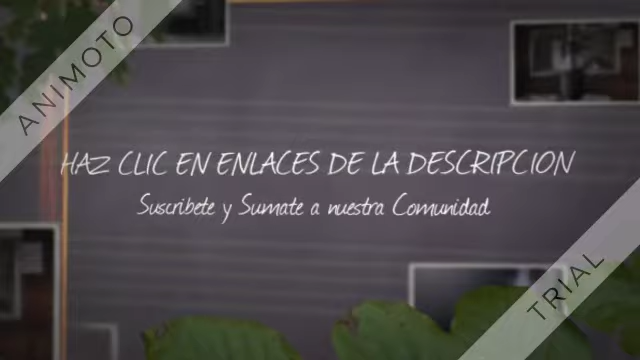 ANIMOTO
HAZ CLIC EN ENLACES DE LA DESCRIPCION
Suscribete y Sumate a nuestra Comunidad
TRIAL